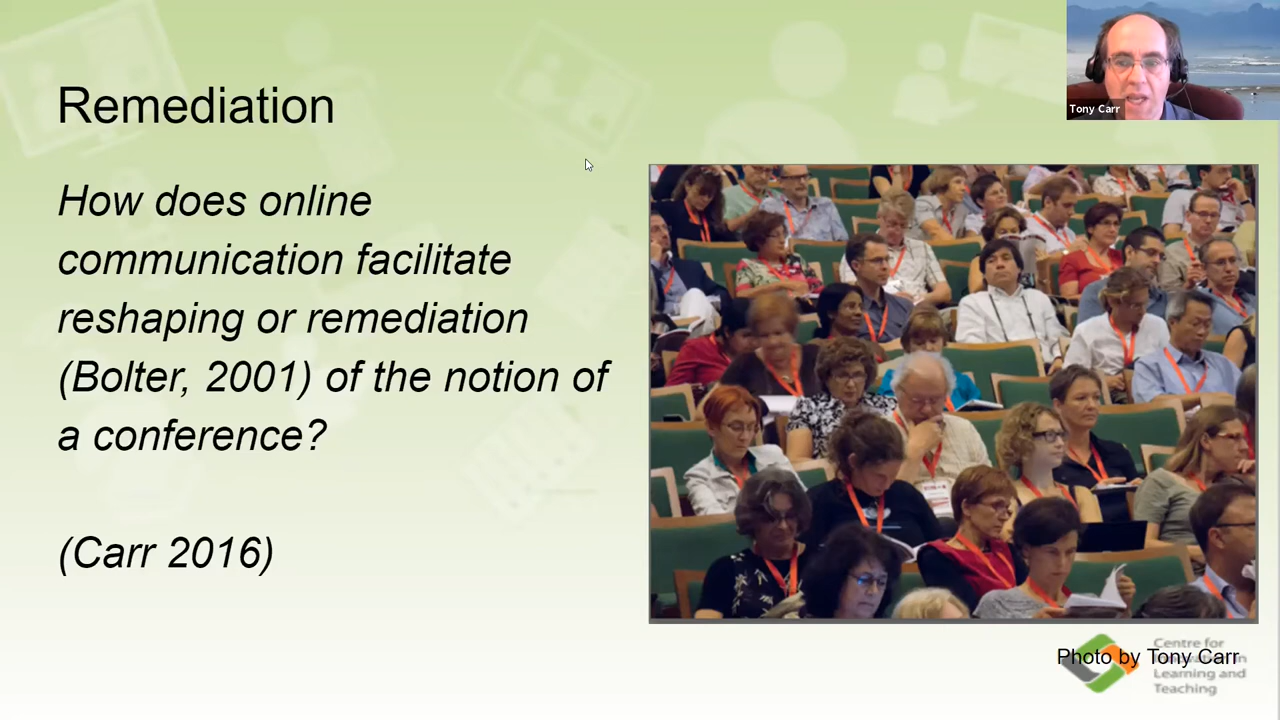 Tony Carr
Remediation
How does online
communication facilitate
reshaping or remediation
(Bolter, 2001) of the notion of
a conference?
(Carr 2016)
Photo by Tony Carr
Centre for
Learning and
Teaching